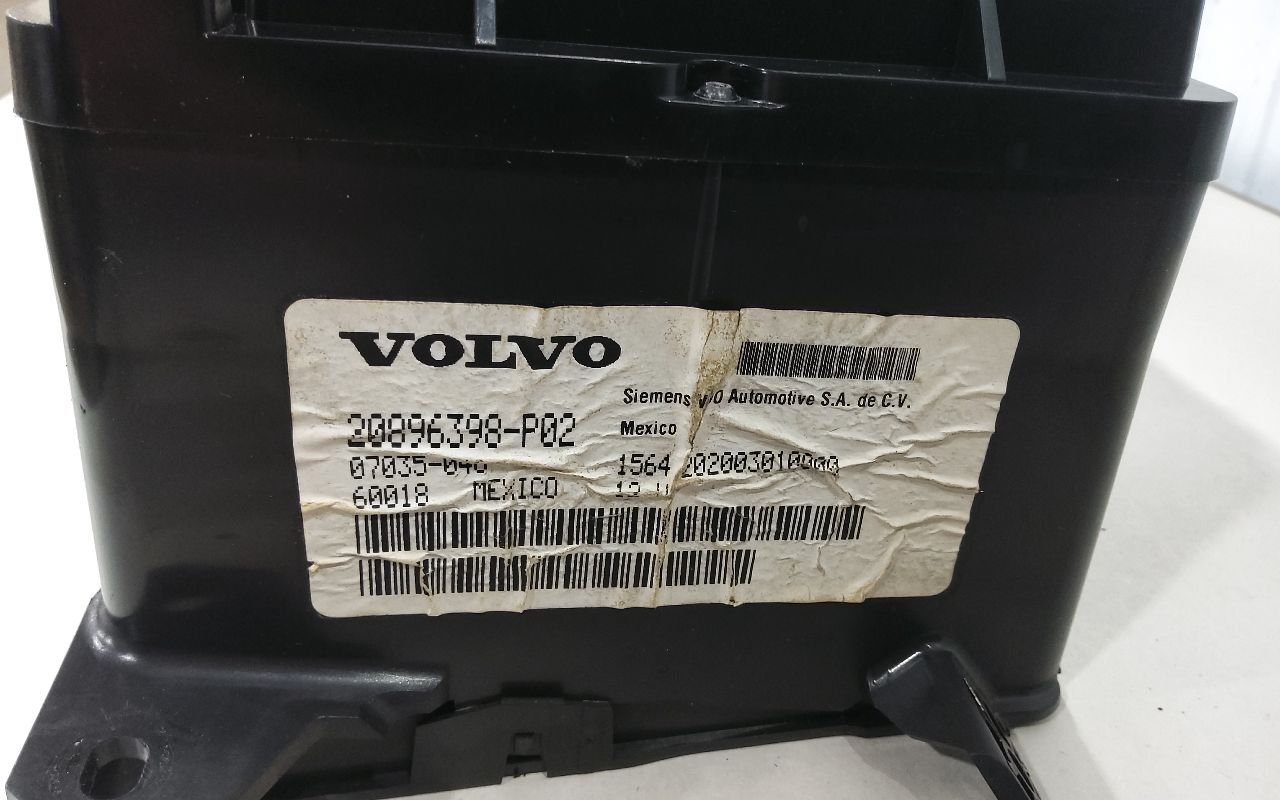 VOLVO
Siemens Automotive S.A. de C.V.
20896398-P02
Mexico
1564
60018 MEXICO